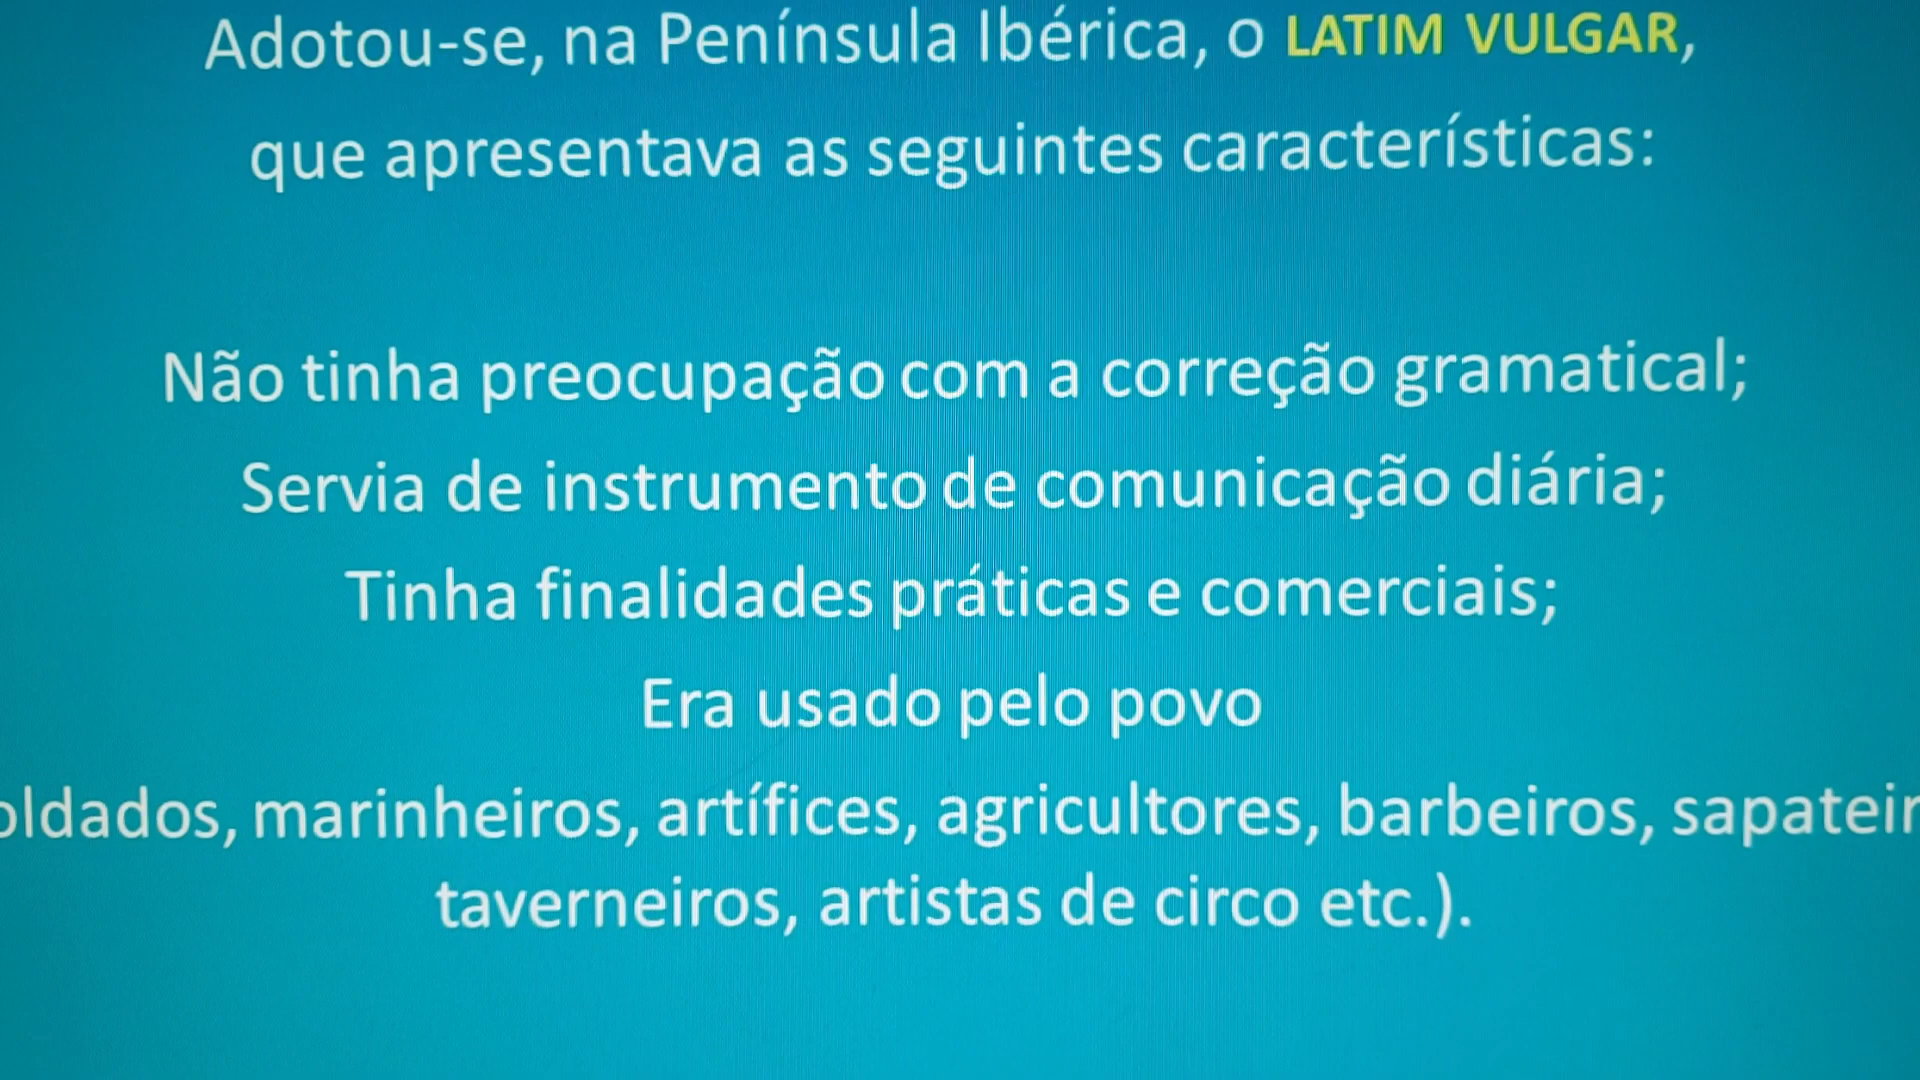 Adotou-se, na Península Ibérica, o LATIM VULGAR,
que apresentava as seguintes características:
Não tinha preocupação com a correção gramatical;
Servia de instrumento de comunicação diária;
Tinha finalidades práticas e comerciais;
Era usado pelo povo
marinheiros, artífices, agricultores, barbeiros,
taverneiros, artistas de circo etc.).